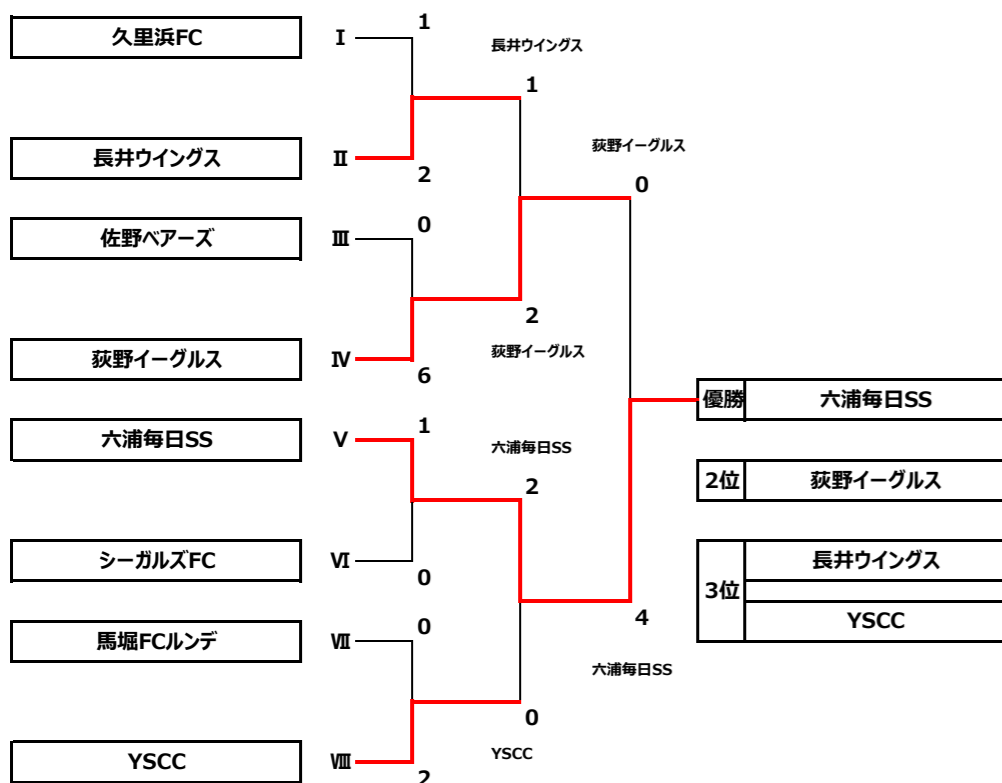 1
久里浜FC
Ⅰ
長井ウイングス
1
長井ウイングス
Ⅱ
荻野イーグルス
2
0
0
佐野ベアーズ
Ⅲ
2
荻野イーグルス
荻野イーグルス
Ⅳ
6
優勝 六浦毎日SS
1
六浦毎日SS
Ⅴ
六浦毎日SS
2
2位 荻野イーグルス
シーガルズFC
Ⅵ
0
3位
長井ウイングス
YSCC
0
4
馬堀FCルンデ
Ⅶ
六浦毎日SS
0
YSCC
YSCC
Ⅷ
2